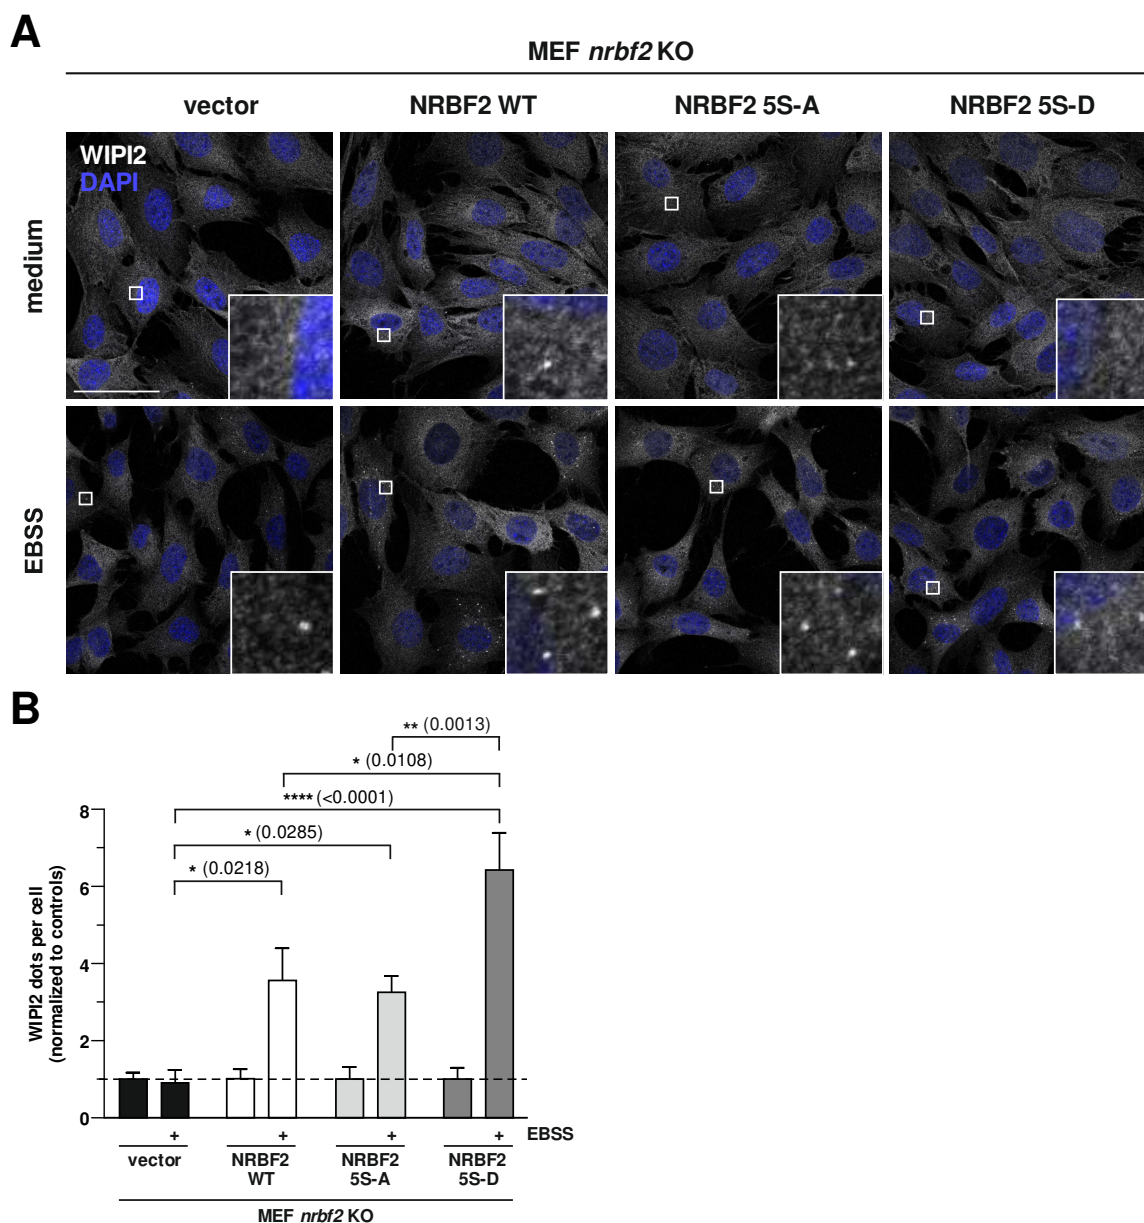 A
MEF nrbf2 KO
vector
NRBF2 WT
NRBF2 5S-A
NRBF2 5S-D
WIPI2
DAPI
medium
EBSS
B
** (0.0013)
* (0.0108)
**** (<0.0001)
* (0.0285)
* (0.0218)
WIPI2 dots per cell
(normalized to controls)
8
6
4
2
0
+ + + + EBSS
vector NRBF2 NRBF2 NRBF2
WT 5S-A 5S-D
MEF nrbf2 KO